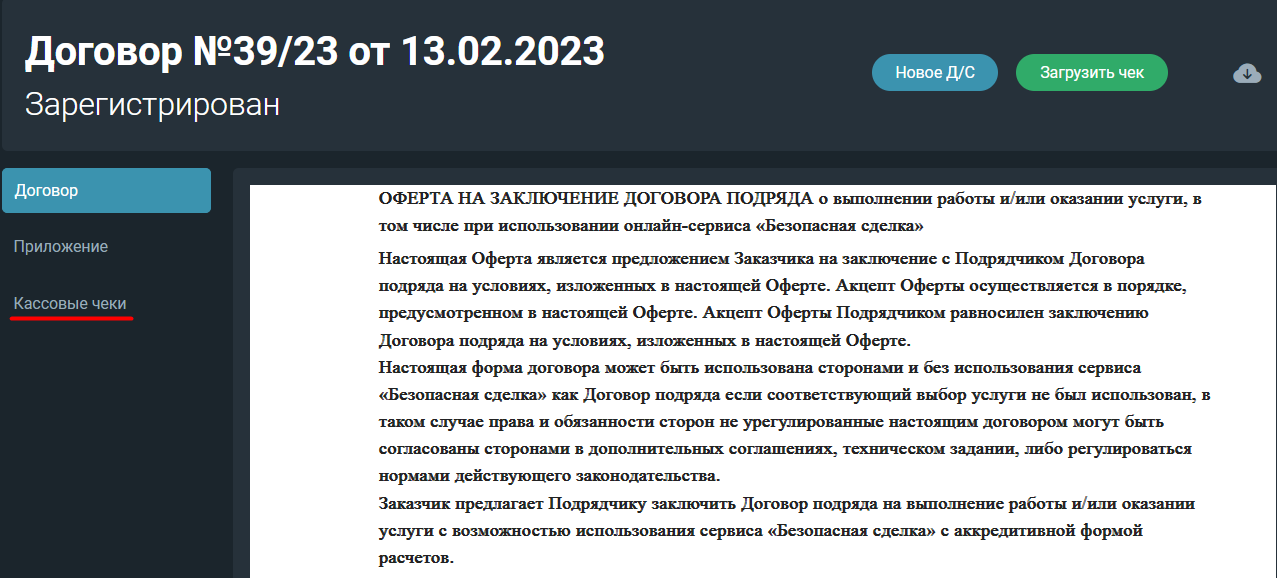 Договор №39/23 от 13.02.2023
Зарегистрирован
Новое Д/С
Загрузить чек
Договор
Приложение
Кассовые чеки
ОФЕРТА НА ЗАКЛЮЧЕНИЕ ДОГОВОРА ПОДРЯДА о выполнении работы и/или оказании услуги, в
том числе при использовании онлайн-сервиса «Безопасная сделка»
Настоящая Оферта является предложением Заказчика на заключение с Подрядчиком Договора
подряда на условиях, изложенных в настоящей Оферте. Акцепт Оферты осуществляется в порядке,
предусмотренном в настоящей Оферте. Акцепт Оферты Подрядчиком равносилен заключению
Договора подряда на условиях, изложенных в настоящей Оферте.
Настоящая форма договора может быть использована сторонами и без использования сервиса
«Безопасная сделка» как Договор подряда если соответствующий выбор услуги не был использован, в
таком случае права и обязанности сторон не урегулированные настоящим договором могут быть
согласованы сторонами в дополнительных соглашениях, техническом задании, либо регулироваться
нормами действующего законодательства.
Заказчик предлагает Подрядчику заключить Договор подряда на выполнение работы и/или оказании
услуги с возможностью использования сервиса «Безопасная сделка» с аккредитивной формой
расчетов.